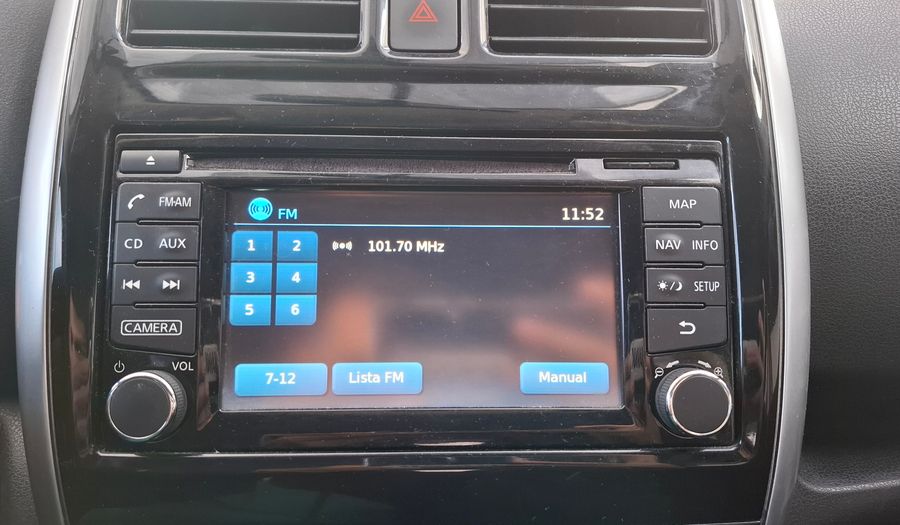 FM·AM
MAP
FM
11:52
CD AUX
1 2
101.70 MHz
NAV INFO
3 4
SETUP
5 6
CAMERA
VOL
7-12
Lista FM
Manual